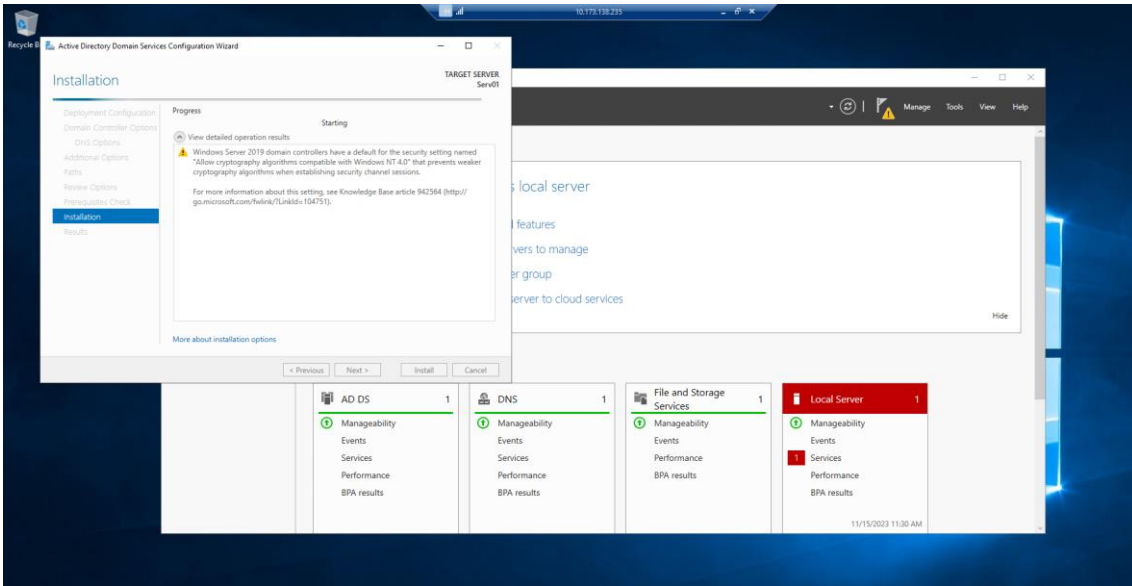 10.173.138.235
Recycle B
Active Directory Domain Services Configuration Wizard
Installation
TARGET SERVER
Serv01
Deployment Configuration
Domain Controller Options
DNS Options
Additional Options
Paths
Review Options
Prerequisites Check
Installation
Results
Progress
Starting
View detailed operation results
Windows Server 2019 domain controllers have a default for the security setting named
"Allow cryptography algorithms compatible with Windows NT 4.0" that prevents weaker
cryptography algorithms when establishing security channel sessions.
For more information about this setting, see Knowledge Base article 942564 (http://
go.microsoft.com/fwlink/?LinkId=104751).
More about installation options
< Previous
Next >
Install
Cancel
Manage
Tools
View
Help
s local server
features
vers to manage
er group
server to cloud services
Hide
AD DS 1
Manageability
Events
Services
Performance
BPA results
DNS 1
Manageability
Events
Services
Performance
BPA results
File and Storage
Services
1
Manageability
Events
Performance
BPA results
Local Server 1
Manageability
Events
1 Services
Performance
BPA results
11/15/2023 11:30 AM